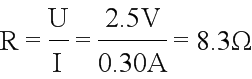 R = U/I = 2.5V/0.30A = 8.3Ω